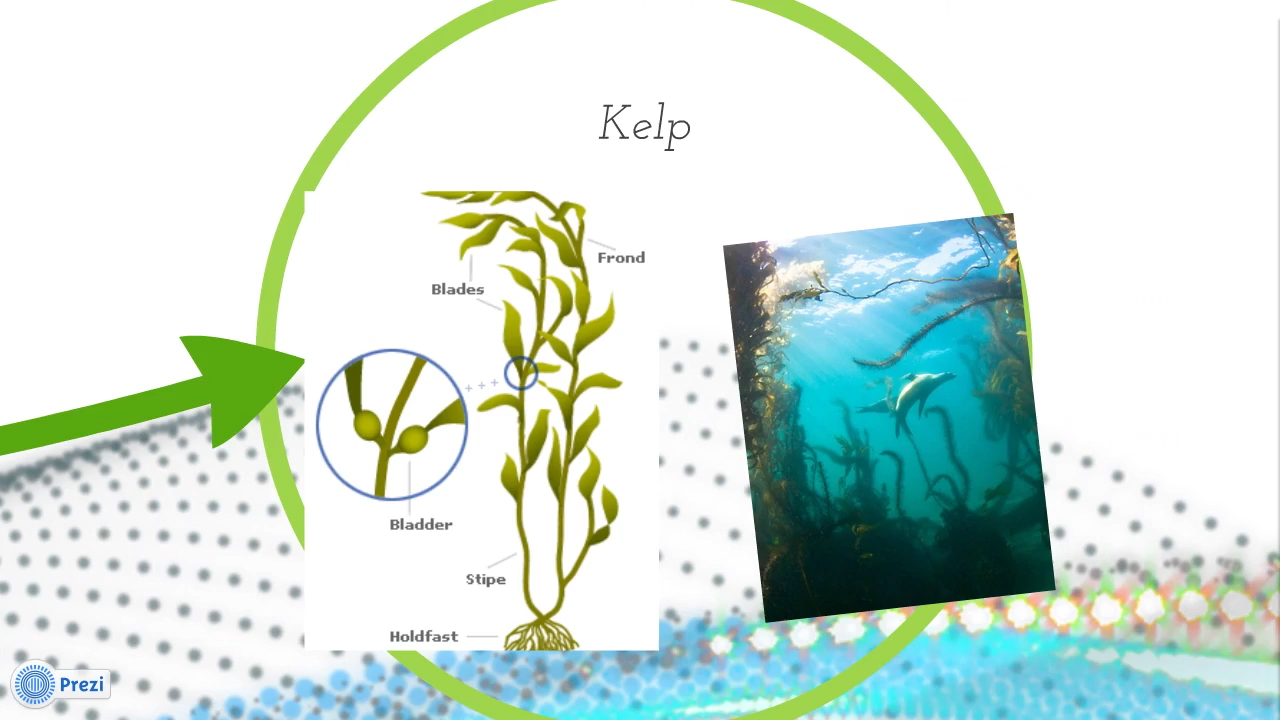 Kelp
Frond
Blades
Bladder
Stipe
Holdfast
Prezi